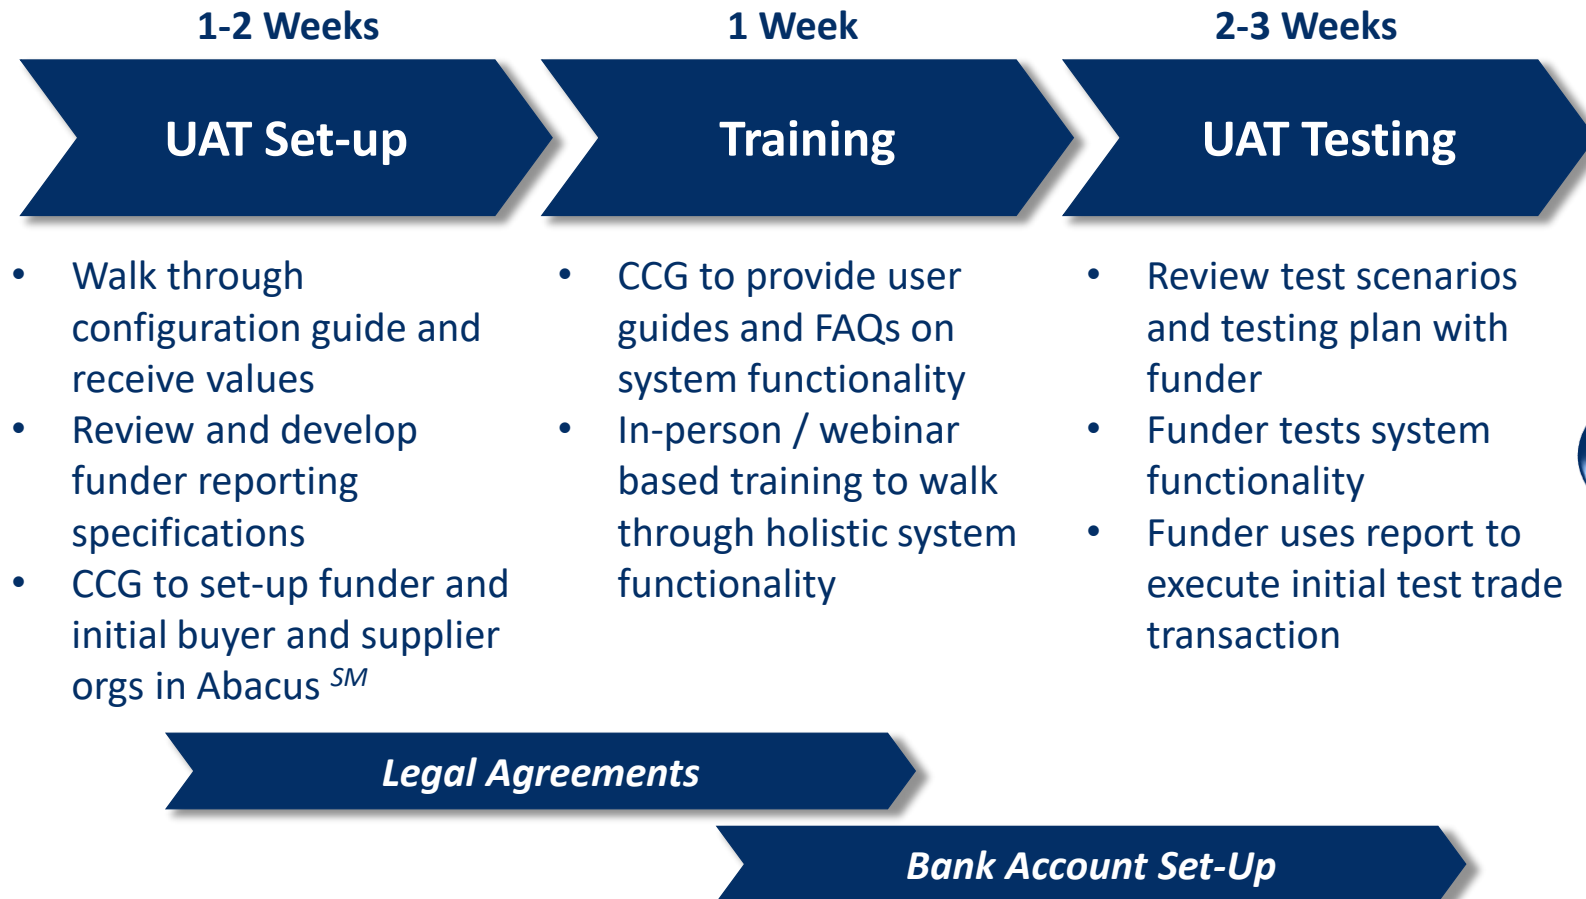 1-2 Weeks
1 Week
2-3 Weeks
UAT Set-up
Training
UAT Testing
• Walk through
configuration guide and
receive values
• Review and develop
funder reporting
specifications
• CCG to set-up funder and
initial buyer and supplier
orgs in Abacus SM
• CCG to provide user
guides and FAQs on
system functionality
• In-person / webinar
based training to walk
through holistic system
functionality
• Review test scenarios
and testing plan with
funder
• Funder tests system
functionality
• Funder uses report to
execute initial test trade
transaction
Legal Agreements
Bank Account Set-Up